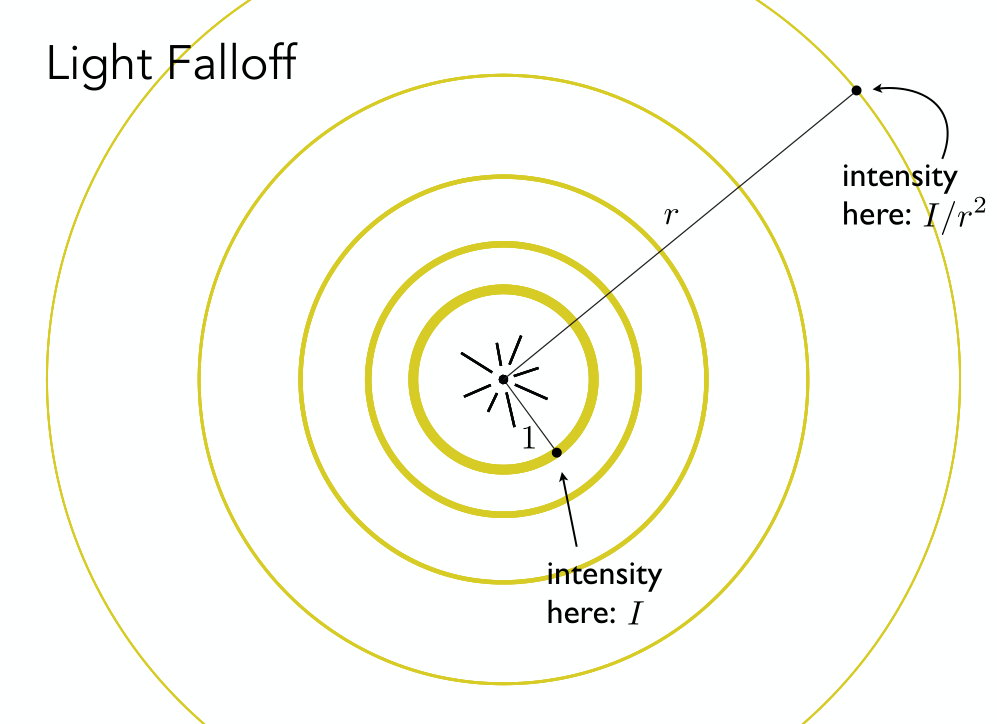 Light Falloff
intensity
here: I/r²
r
1
intensity
here: I